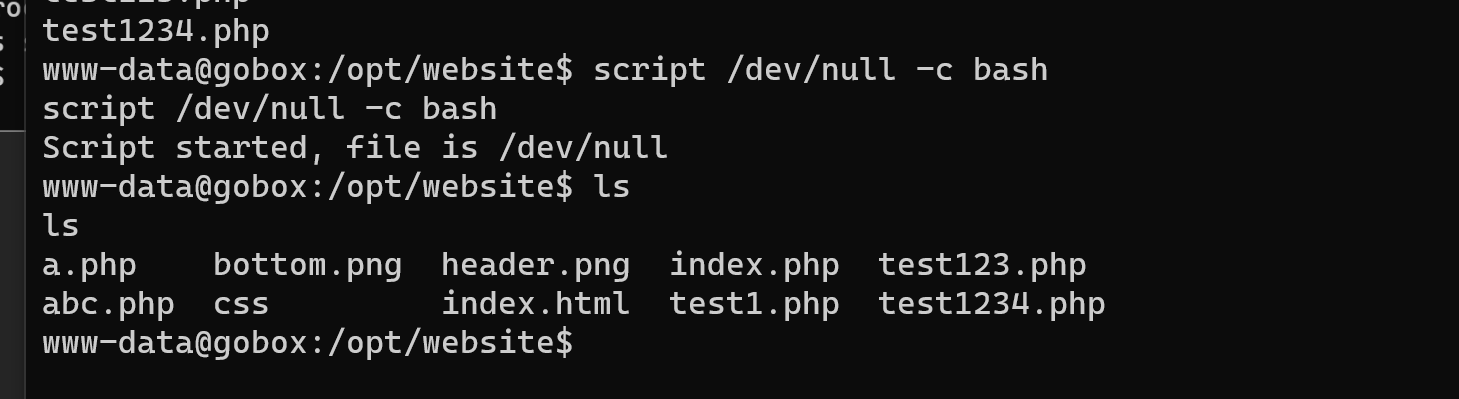 test1234.php
www-data@gobox:/opt/website$ script /dev/null -c bash
script /dev/null -c bash
Script started, file is /dev/null
www-data@gobox:/opt/website$ ls
ls
a.php    bottom.png  header.png  index.php  test123.php
abc.php  css         index.html  test1.php  test1234.php
www-data@gobox:/opt/website$